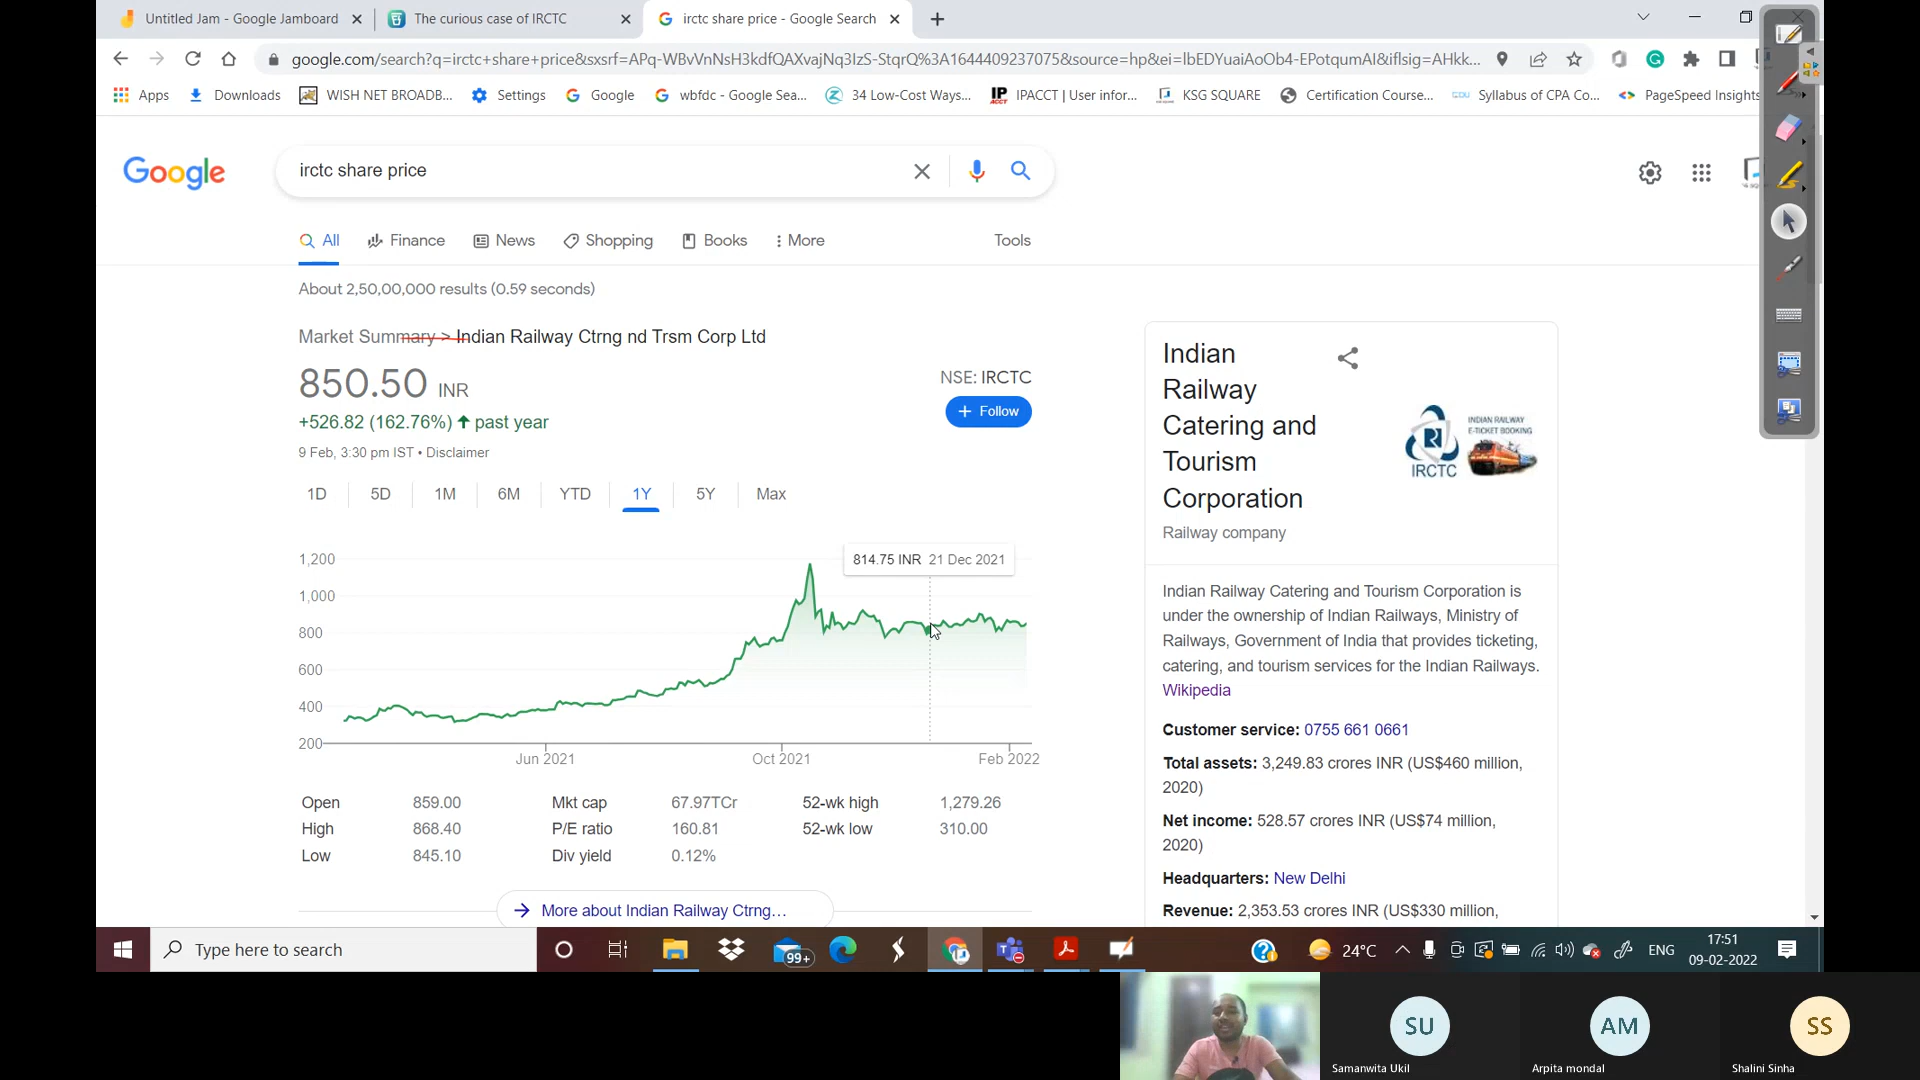 Untitled Jam - Google Jamboard
The curious case of IRCTC
irctc share price - Google Search
google.com/search?q=irctc+share+price&sxsrf=APq-WBvVnNsH3kdfQAXvajNq3IzS-StqrQ%3A1644409237075&source=hp&ei=lbEDYuaiAoOb4-EPotqumAI&iflsig=AHkk...
Apps
Downloads
WISH NET BROADB...
Settings
Google
wbfdc - Google Sea...
34 Low-Cost Ways...
IPACCT | User infor...
KSG SQUARE
Certification Course...
Syllabus of CPA Co...
PageSpeed Insights
Google
irctc share price
All
Finance
News
Shopping
Books
More
Tools
About 2,50,00,000 results (0.59 seconds)
Market Summary > Indian Railway Ctrng nd Trsm Corp Ltd
850.50 INR
+526.82 (162.76%) past year
9 Feb, 3:30 pm IST • Disclaimer
NSE: IRCTC
+ Follow
1D 5D 1M 6M YTD 1Y 5Y Max
814.75 INR 21 Dec 2021
1,200
1,000
800
600
400
200
Jun 2021 Oct 2021 Feb 2022
Open 859.00 Mkt cap 67.97TCr 52-wk high 1,279.26
High 868.40 P/E ratio 160.81 52-wk low 310.00
Low 845.10 Div yield 0.12%
More about Indian Railway Ctrng...
Indian
Railway
Catering and
Tourism
Corporation
Railway company
IRCTC
INDIAN RAILWAY
E-TICKET BOOKING
Indian Railway Catering and Tourism Corporation is
under the ownership of Indian Railways, Ministry of
Railways, Government of India that provides ticketing,
catering, and tourism services for the Indian Railways.
Wikipedia
Customer service: 0755 661 0661
Total assets: 3,249.83 crores INR (US$460 million,
2020)
Net income: 528.57 crores INR (US$74 million,
2020)
Headquarters: New Delhi
Revenue: 2,353.53 crores INR (US$330 million,
Type here to search
99+
24°C
ENG
17:51
09-02-2022
SU
AM
SS
Samanwita Ukil
Arpita mondal
Shalini Sinha